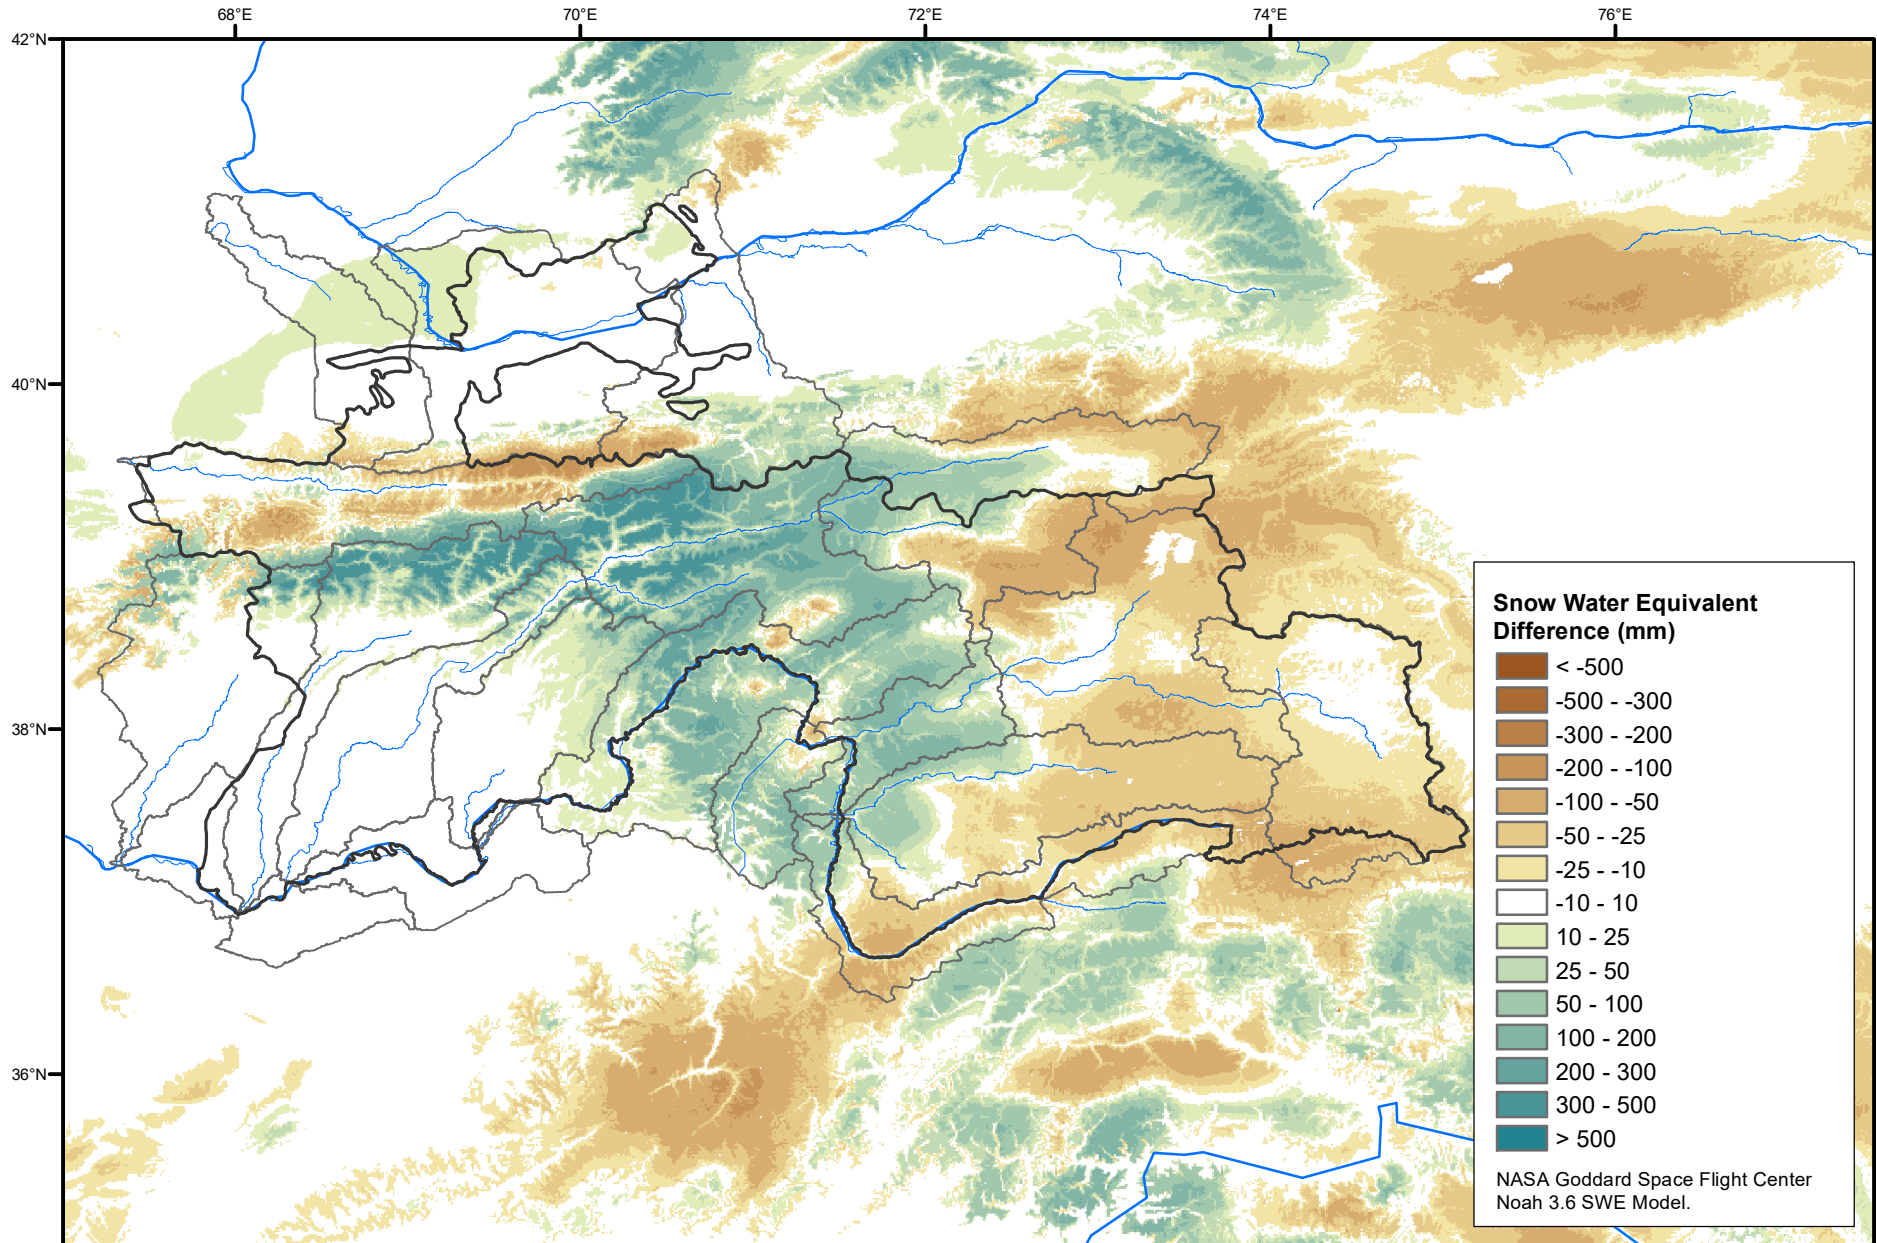 68°E
70°E
72°E
74°E
76°E
42°N
40°N
38°N
36°N
Snow Water Equivalent
Difference (mm)
< -500
-500 - -300
-300 - -200
-200 - -100
-100 - -50
-50 - -25
-25 - -10
-10 - 10
10 - 25
25 - 50
50 - 100
100 - 200
200 - 300
300 - 500
> 500
NASA Goddard Space Flight Center
Noah 3.6 SWE Model.